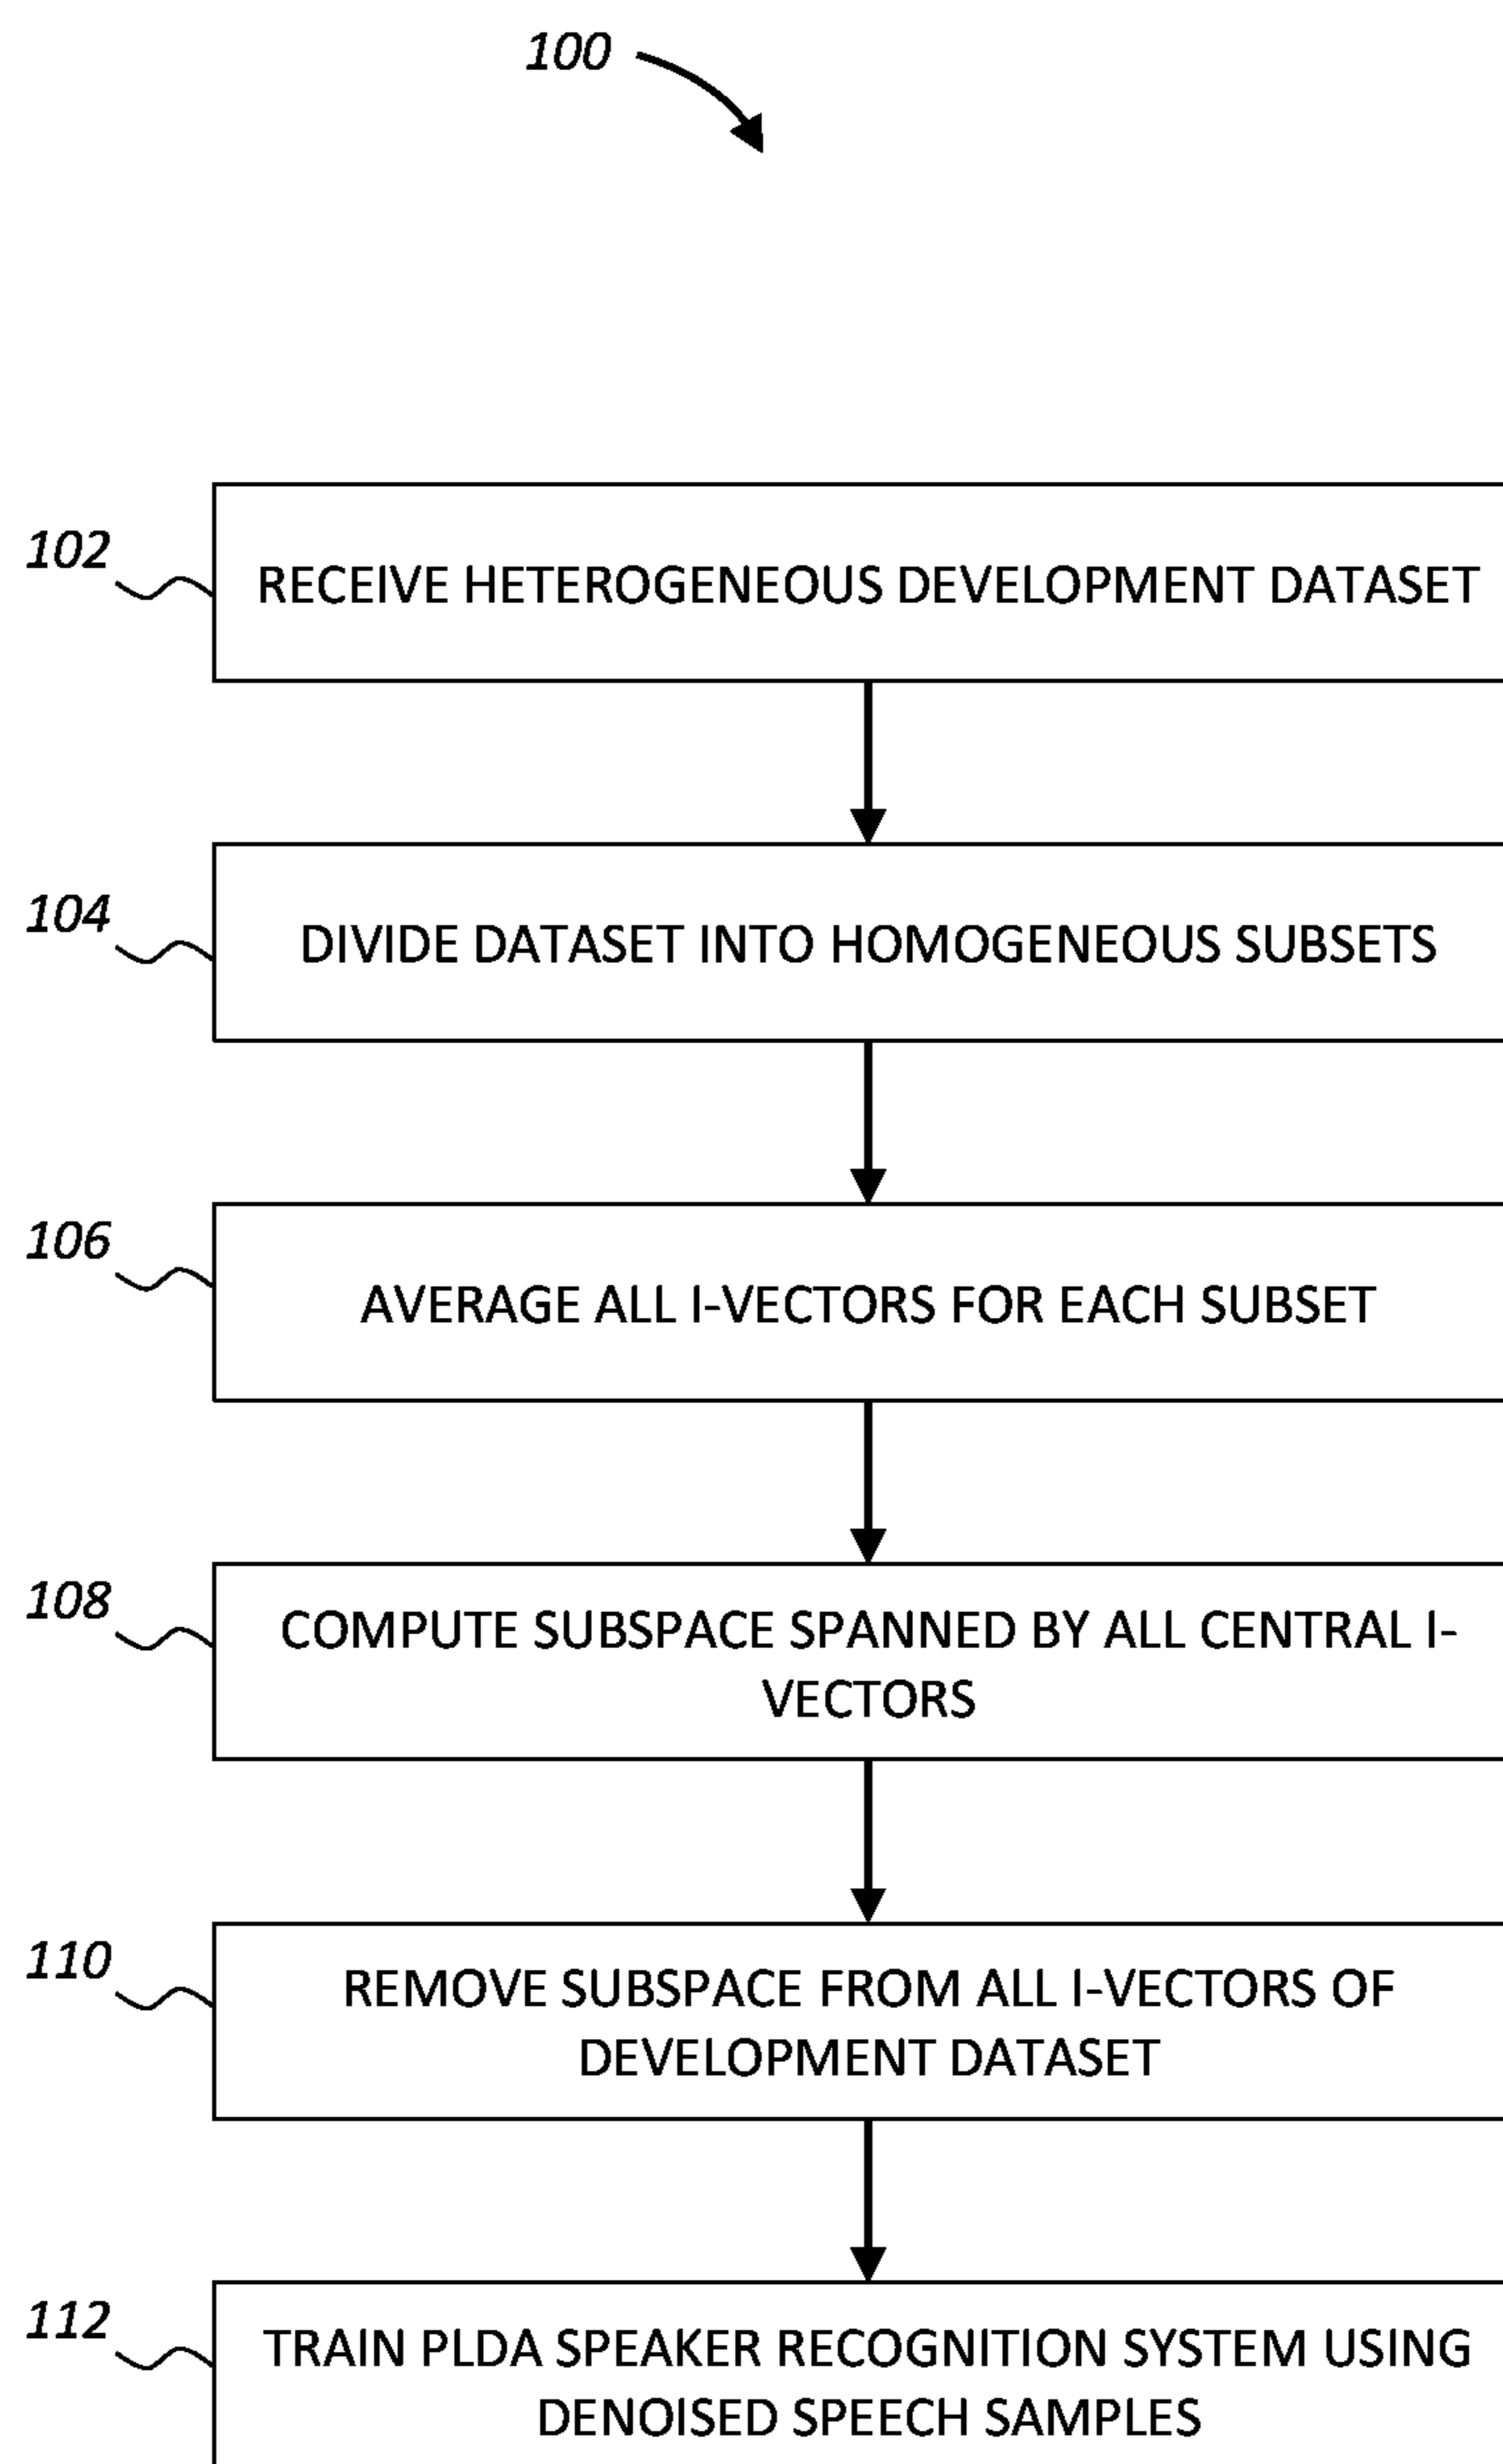 100
102
RECEIVE HETEROGENEOUS DEVELOPMENT DATASET
104
DIVIDE DATASET INTO HOMOGENEOUS SUBSETS
106
AVERAGE ALL I-VECTORS FOR EACH SUBSET
108
COMPUTE SUBSPACE SPANNED BY ALL CENTRAL I-
VECTORS
110
REMOVE SUBSPACE FROM ALL I-VECTORS OF
DEVELOPMENT DATASET
112
TRAIN PLDA SPEAKER RECOGNITION SYSTEM USING
DENOISED SPEECH SAMPLES